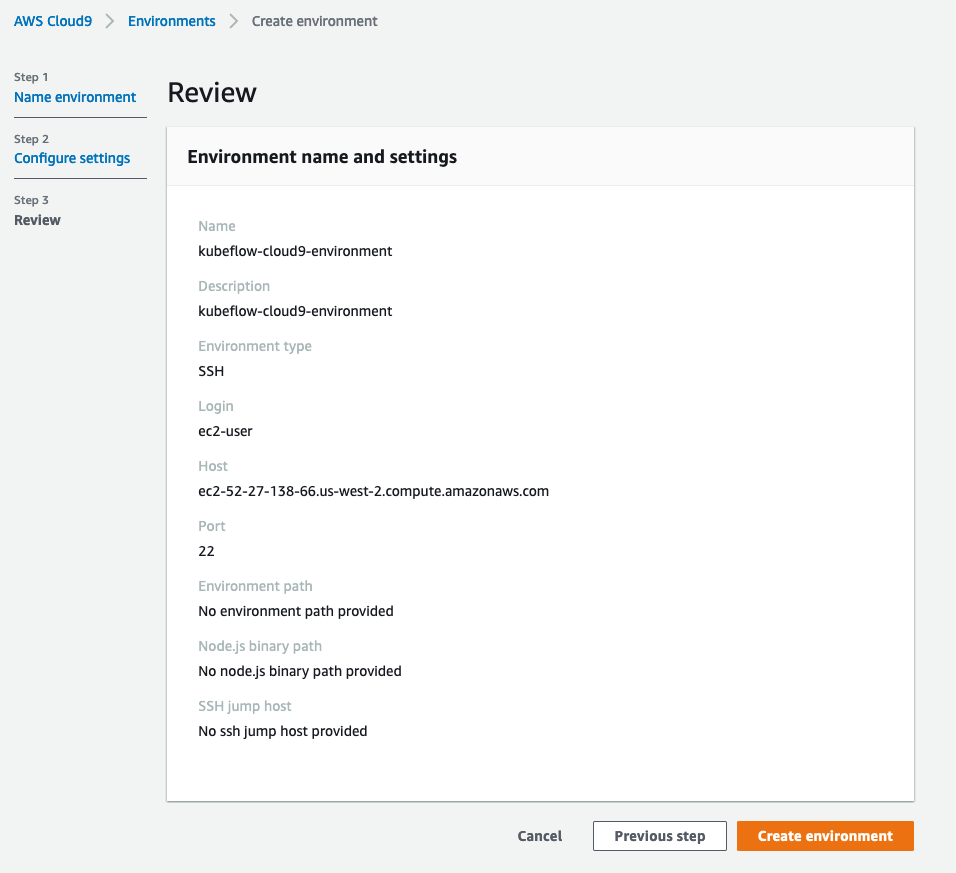 AWS Cloud9 > Environments > Create environment
Step 1
Name environment
Step 2
Configure settings
Step 3
Review
Review
Environment name and settings
Name
kubeflow-cloud9-environment
Description
kubeflow-cloud9-environment
Environment type
SSH
Login
ec2-user
Host
ec2-52-27-138-66.us-west-2.compute.amazonaws.com
Port
22
Environment path
No environment path provided
Node.js binary path
No node.js binary path provided
SSH jump host
No ssh jump host provided
Cancel
Previous step
Create environment